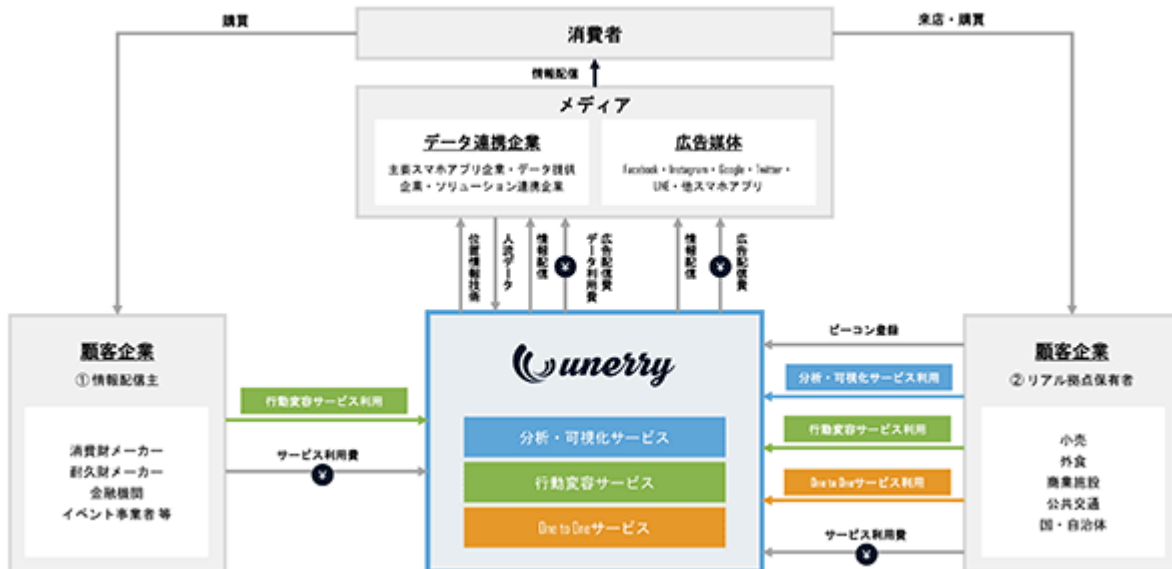 購買
来店・購買
消費者
情報配信
メディア
データ連携企業
主要スマホアプリ企業・データ提供
企業・ソリューション連携企業
広告媒体
Facebook・Instagram・Google・Twitter・
LINE・他スマホアプリ
位置情報技術
人流データ
情報配信
¥
広告配信費
データ利用費
情報配信
¥
広告配信費
顧客企業
①情報配信主
消費財メーカー
耐久財メーカー
金融機関
イベント事業者 等
行動変容サービス利用
サービス利用費
¥
unerry
分析・可視化サービス
行動変容サービス
One to Oneサービス
ビーコン登録
分析・可視化サービス利用
行動変容サービス利用
One to Oneサービス利用
サービス利用費
¥
顧客企業
②リアル拠点保有者
小売
外食
商業施設
公共交通
国・自治体